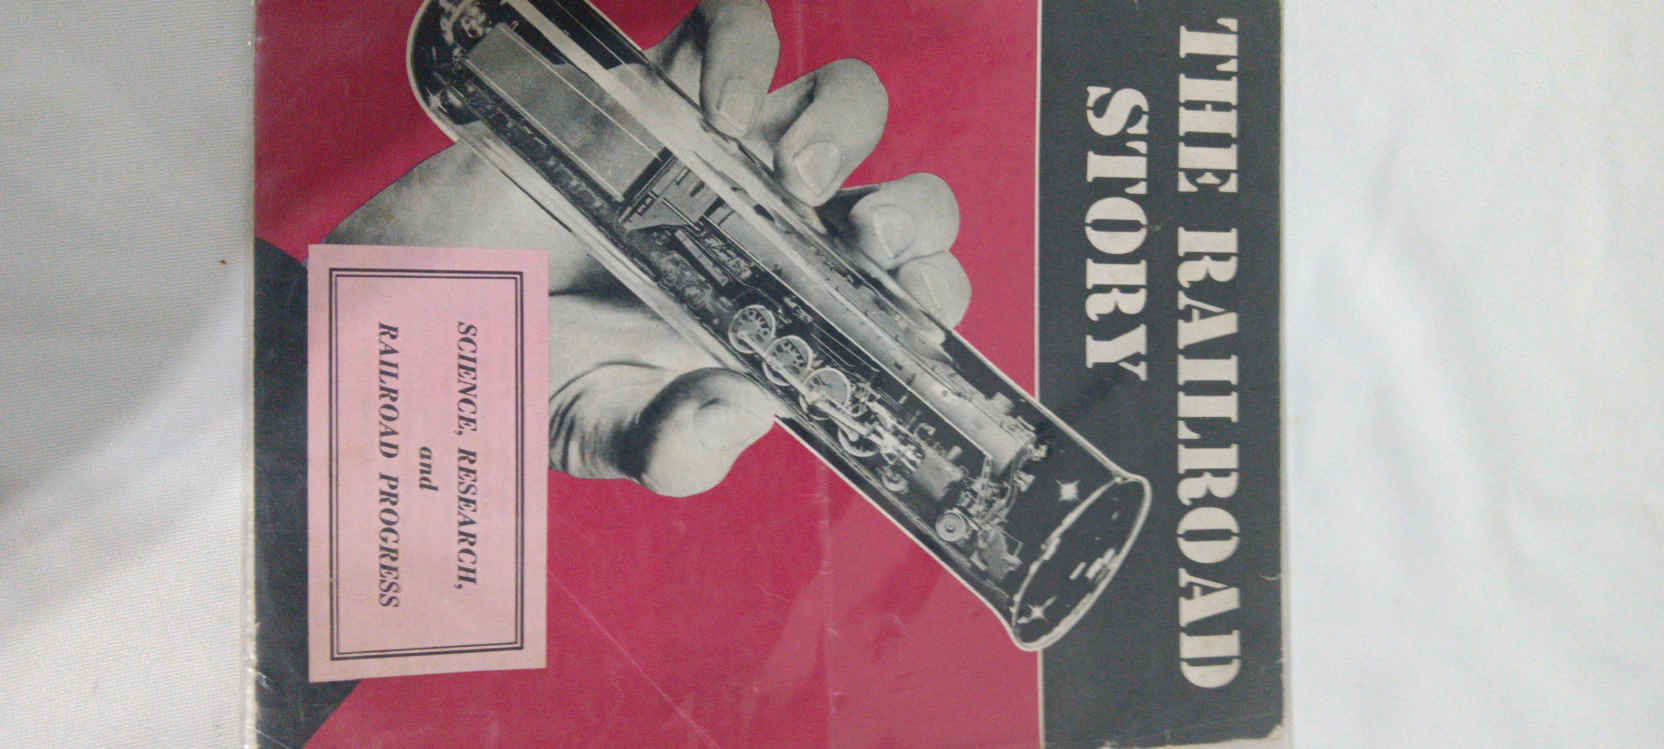 THE RAILROAD
STORY
SCIENCE, RESEARCH,
and
RAILROAD PROGRESS